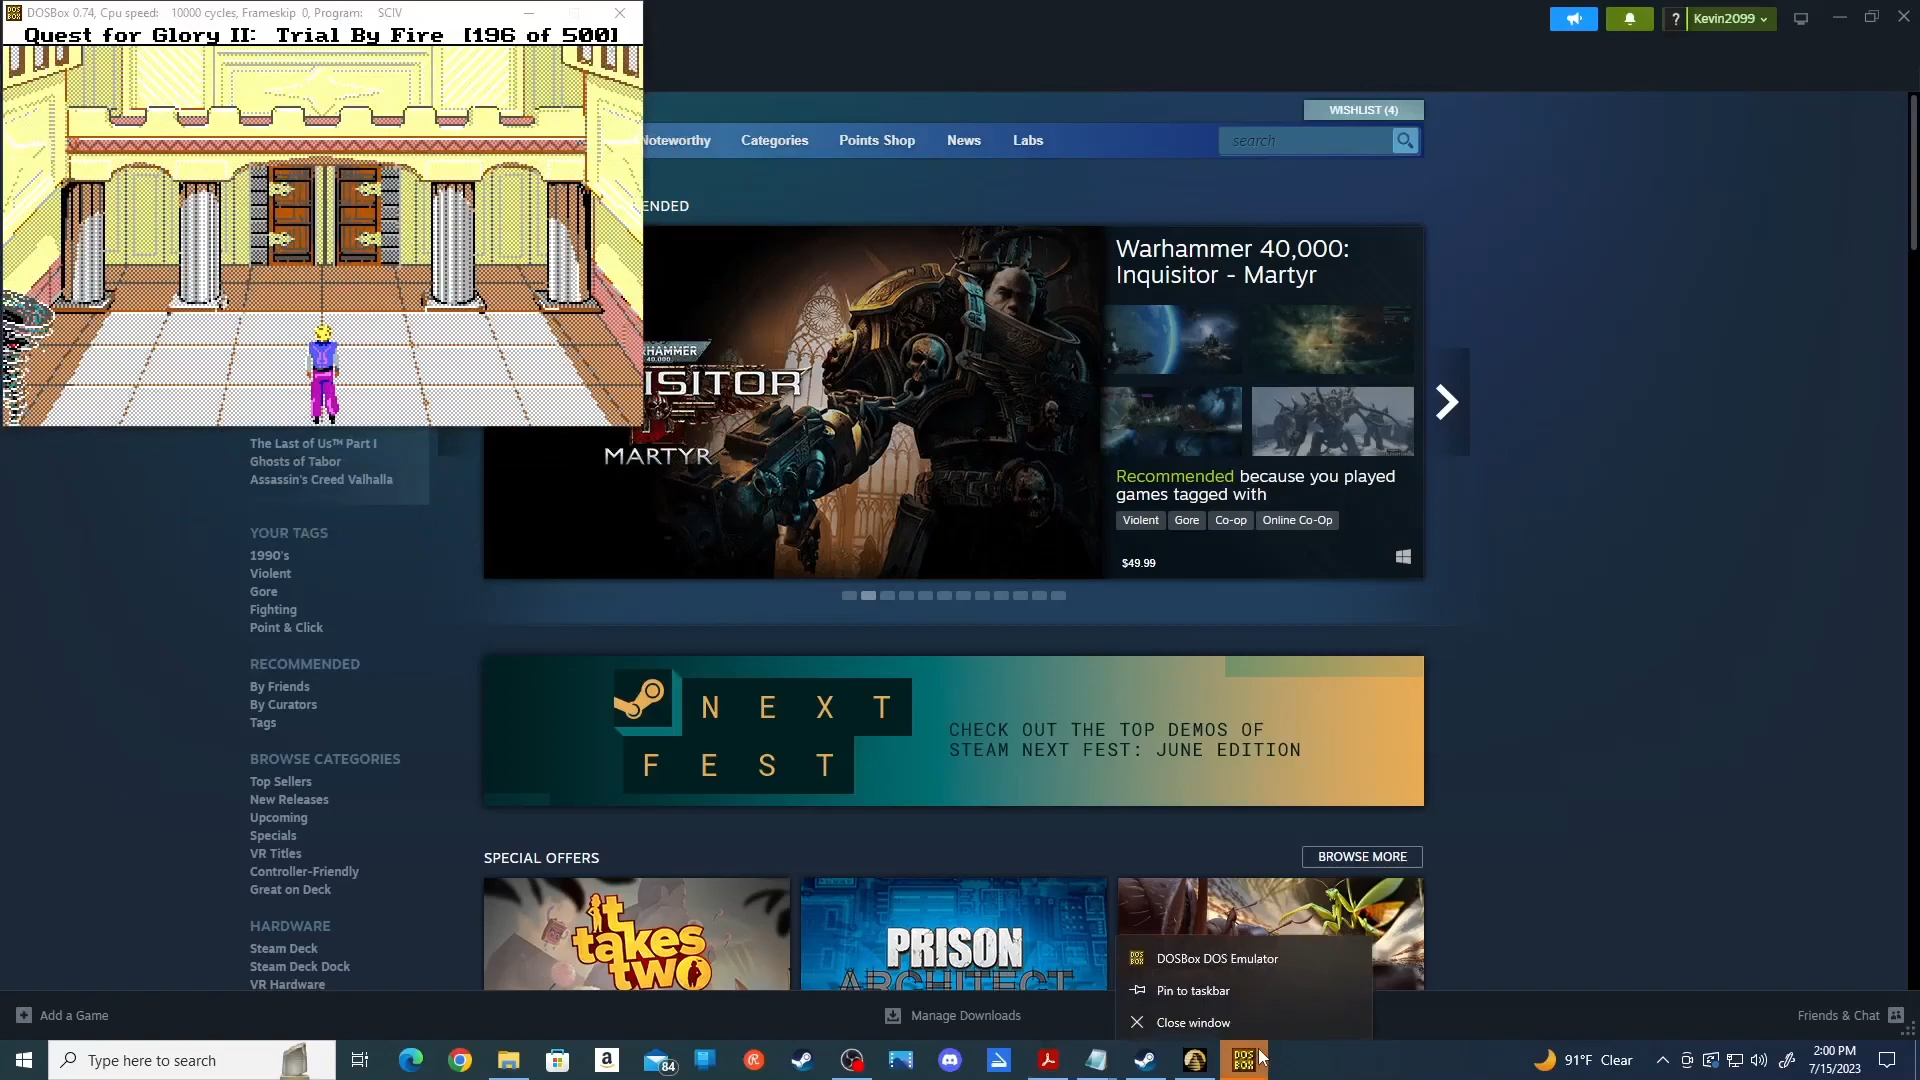 DOSBox 0.74, Cpu speed: 10000 cycles, Frameskip 0, Program: SCIV
Quest for Glory II: Trial By Fire [196 of 500]
? Kevin2099
WISHLIST (4)
Noteworthy Categories Points Shop News Labs search
ENDED
Warhammer 40,000:
Inquisitor - Martyr
HAMMER
40,000
ISITOR
MARTYR
Recommended because you played
games tagged with
Violent Gore Co-op Online Co-Op
$49.99
The Last of Us™ Part I
Ghosts of Tabor
Assassin's Creed Valhalla
YOUR TAGS
1990's
Violent
Gore
Fighting
Point & Click
RECOMMENDED
By Friends
By Curators
Tags
BROWSE CATEGORIES
Top Sellers
New Releases
Upcoming
Specials
VR Titles
Controller-Friendly
Great on Deck
HARDWARE
Steam Deck
Steam Deck Dock
VR Hardware
NEXT
FEST
CHECK OUT THE TOP DEMOS OF
STEAM NEXT FEST: JUNE EDITION
SPECIAL OFFERS BROWSE MORE
it
takes
two
PRISON
ARCHITECT
DOSBox DOS Emulator
Pin to taskbar
Close window
Add a Game Manage Downloads Friends & Chat
Type here to search
84
DOS
BOX
91°F Clear
2:00 PM
7/15/2023